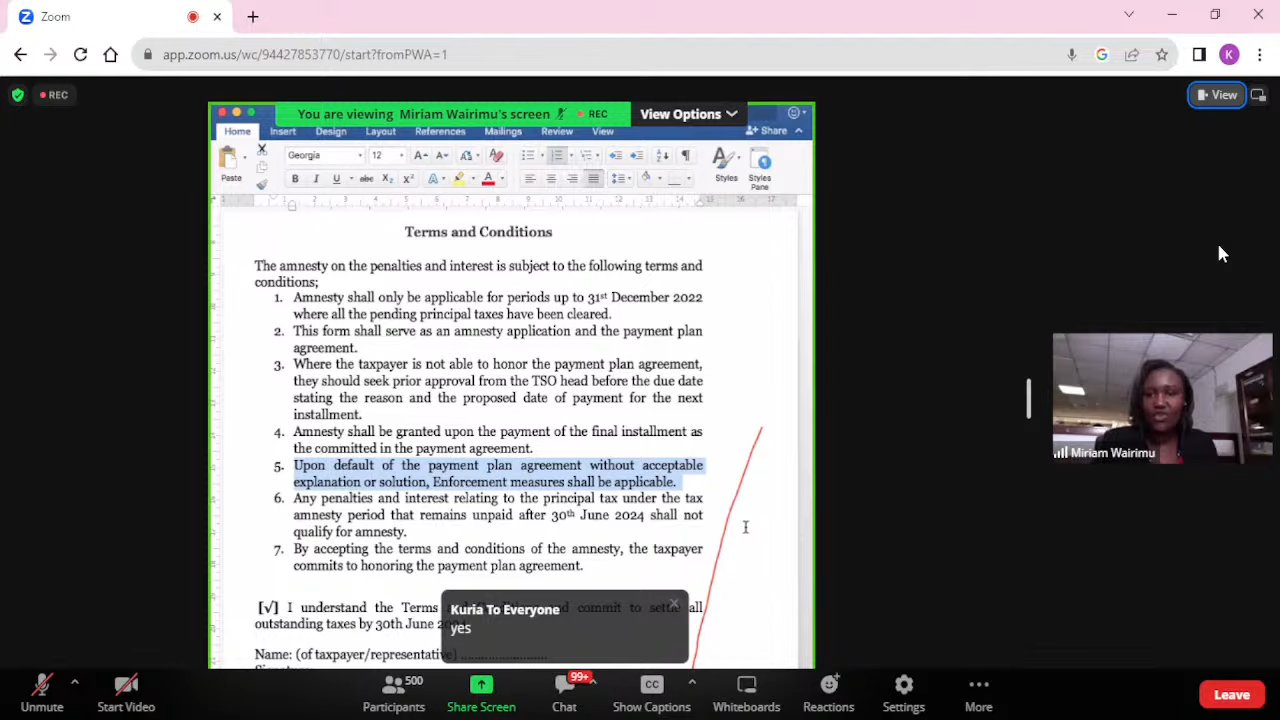 Zoom
app.zoom.us/wc/94427853770/start?fromPWA=1
K
REC
View
You are viewing Miriam Wairimu's screen
REC
View Options
Home Insert Design Layout References Mailings Review View
Share
Paste
Georgia
12
Styles
Styles Pane
Terms and Conditions
The amnesty on the penalties and interest is subject to the following terms and
conditions;
1. Amnesty shall only be applicable for periods up to 31st December 2022
where all the pending principal taxes have been cleared.
2. This form shall serve as an amnesty application and the payment plan
agreement.
3. Where the taxpayer is not able to honor the payment plan agreement,
they should seek prior approval from the TSO head before the due date
stating the reason and the proposed date of payment for the next
installment.
4. Amnesty shall be granted upon the payment of the final installment as
the committed in the payment agreement.
5. Upon default of the payment plan agreement without acceptable
explanation or solution, Enforcement measures shall be applicable.
6. Any penalties and interest relating to the principal tax under the tax
amnesty period that remains unpaid after 30th June 2024 shall not
qualify for amnesty.
7. By accepting the terms and conditions of the amnesty, the taxpayer
commits to honoring the payment plan agreement.
[√] I understand the Terms and commit to settle all
outstanding taxes by 30th June
Name: (of taxpayer/representative)
Kuria To Everyone
yes
Miriam Wairimu
Unmute
Start Video
500
Participants
Share Screen
99+
Chat
CC
Show Captions
Whiteboards
Reactions
Settings
More
Leave